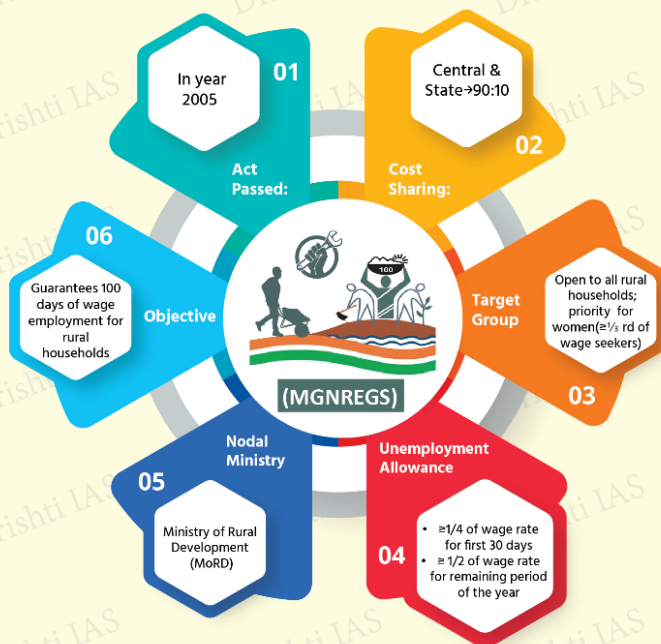 In year
2005
01
Act
Passed:
Central &
State→90:10
02
Cost
Sharing:
Open to all rural
households;
priority for
women(≥⅓ rd of
wage seekers)
Target
Group
03
Unemployment
Allowance
04
• ≥1/4 of wage rate
for first 30 days
• ≥ 1/2 of wage rate
for remaining period
of the year
Nodal
Ministry
05
Ministry of Rural
Development
(MoRD)
06
Guarantees 100
days of wage
employment for
rural
households
Objective
100
(MGNREGS)
Drishti IAS